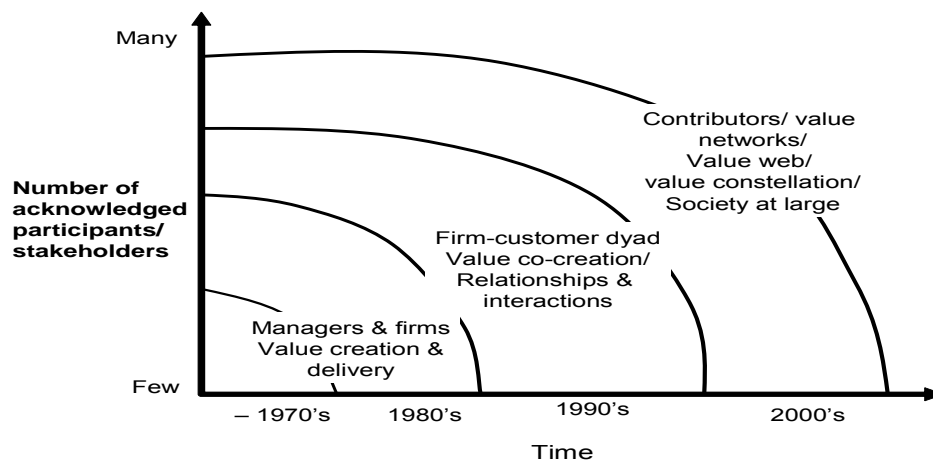 Many
Contributors/ value
networks/
Value web/
value constellation/
Society at large
Number of
acknowledged
participants/
stakeholders
Firm-customer dyad
Value co-creation/
Relationships &
interactions
Managers & firms
Value creation &
delivery
Few
– 1970's
1980's
1990's
2000's
Time